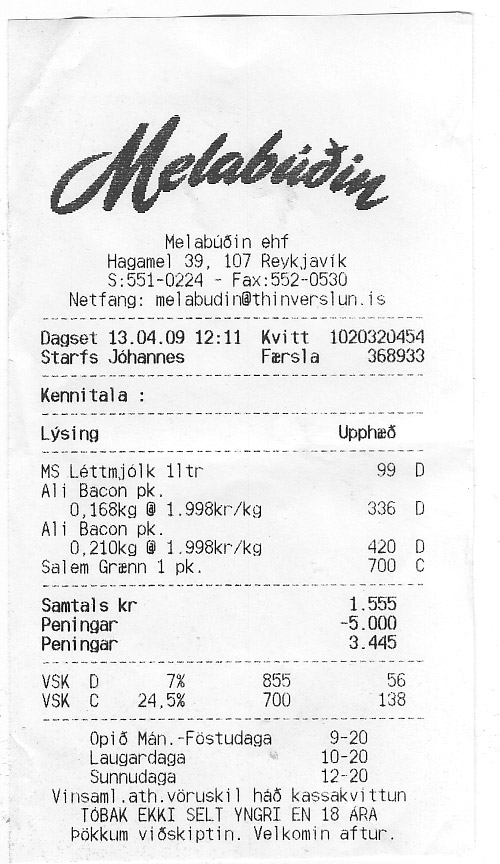 Melabúðin
Melabúðin ehf
Hagamel 39, 107 Reykjavík
S:551-0224 - Fax:552-0530
Netfang: melabudin@thinverslun.is
Dagset 13.04.09 12:11 Kvitt 1020320454
Starfs Jóhannes Færsla 368933
Kennitala :
Lýsing Upphæð
MS Léttmjólk 1ltr 99 D
Ali Bacon pk.
0,168kg @ 1.998kr/kg 336 D
Ali Bacon pk.
0,210kg @ 1.998kr/kg 420 D
Salem Grænn 1 pk. 700 C
Samtals kr 1.555
Peningar -5.000
Peningar 3.445
VSK D 7% 855 56
VSK C 24,5% 700 138
Opið Mán.-Föstudaga 9-20
Laugardaga 10-20
Sunnudaga 12-20
Vinsaml.ath.vöruskil háð kassakvittun
TÓBAK EKKI SELT YNGRI EN 18 ÁRA
Þökkum viðskiptin. Velkomin aftur.